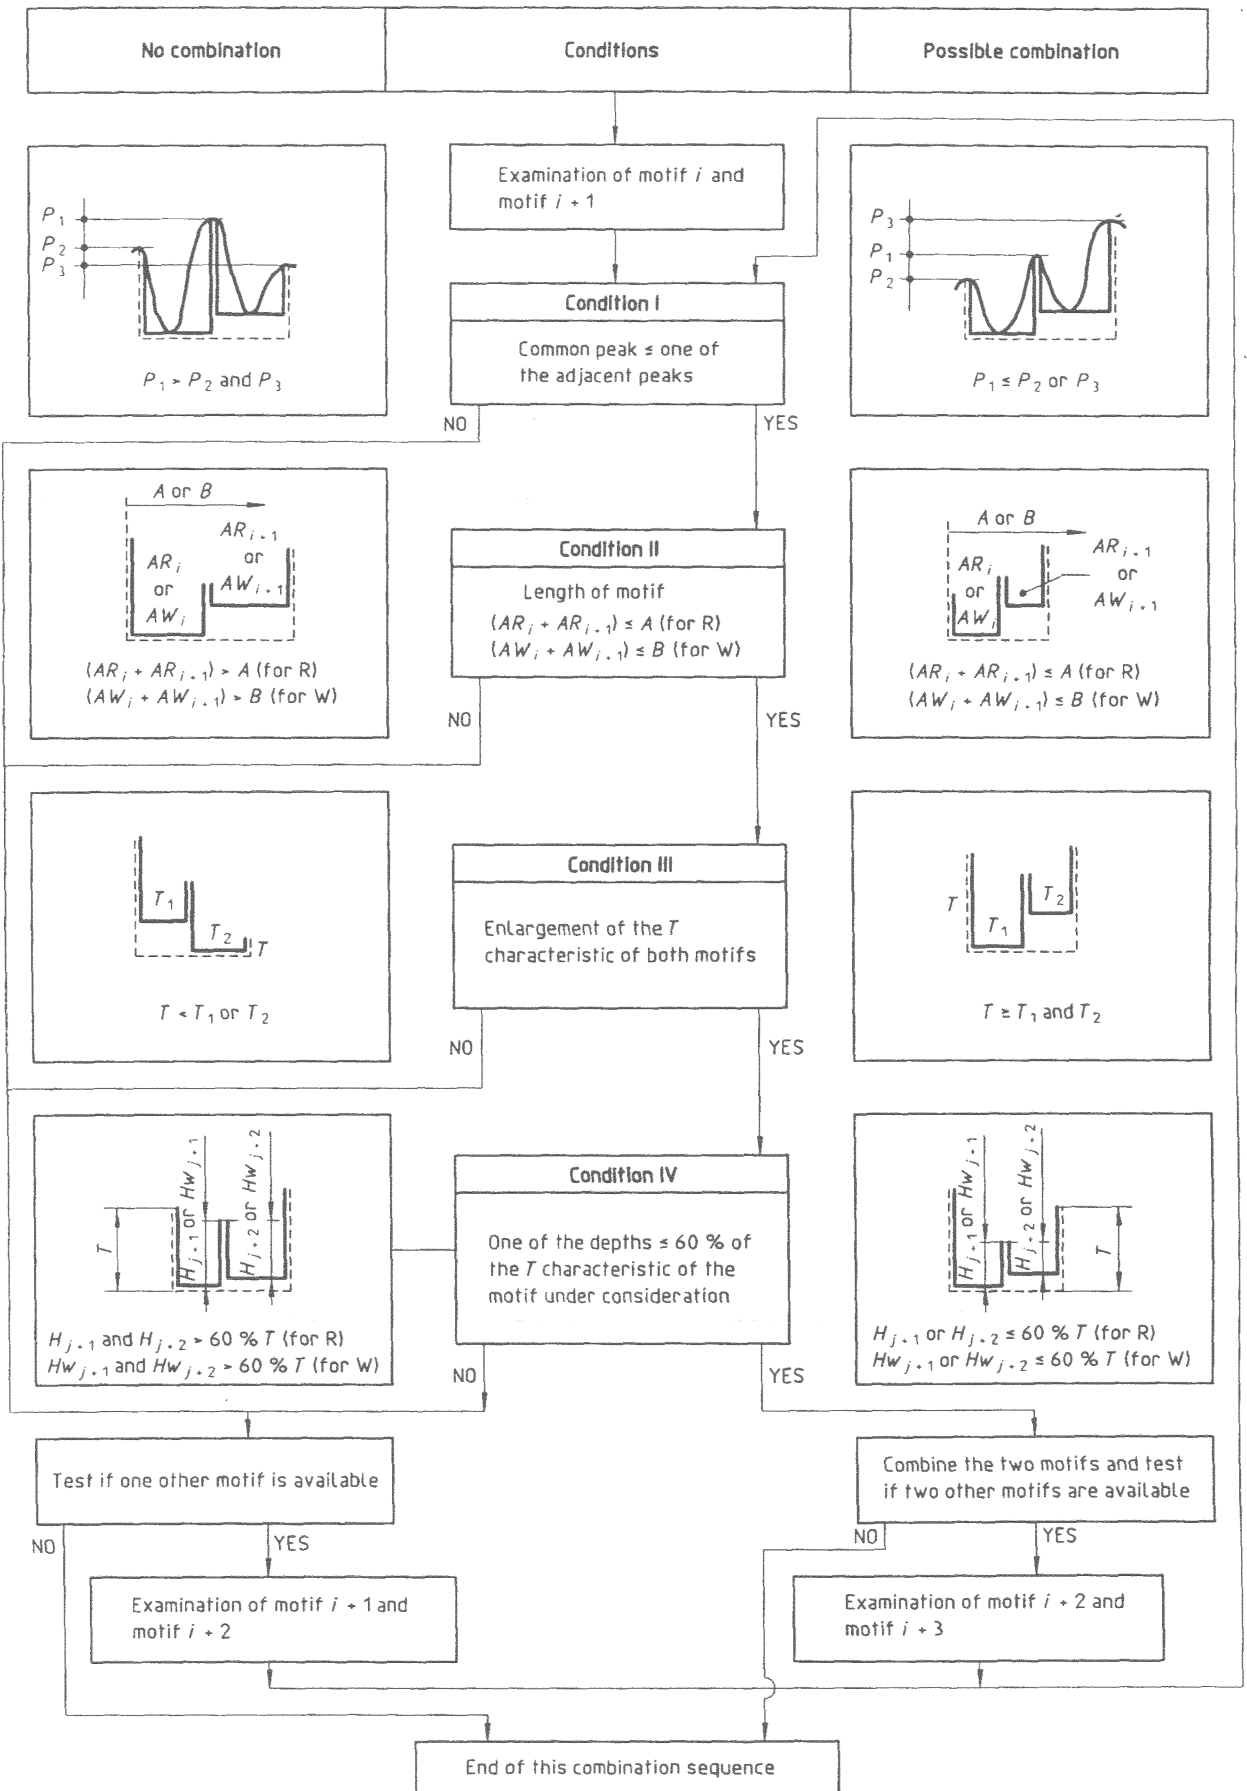 No combination
Conditions
Possible combination
Examination of motif i and
motif i + 1
P1
P2
P3
P1 > P2 and P3
Condition I
Common peak ≤ one of
the adjacent peaks
P3
P1
P2
P1 ≤ P2 or P3
NO
YES
A or B
ARi
or
AWi
ARi+1
or
AWi+1
(ARi + ARi+1) > A (for R)
(AWi + AWi+1) > B (for W)
Condition II
Length of motif
(ARi + ARi+1) ≤ A (for R)
(AWi + AWi+1) ≤ B (for W)
A or B
ARi
or
AWi
ARi+1
or
AWi+1
(ARi + ARi+1) ≤ A (for R)
(AWi + AWi+1) ≤ B (for W)
NO
YES
T1
T2
T
T < T1 or T2
Condition III
Enlargement of the T
characteristic of both motifs
T
T1
T2
T ≥ T1 and T2
NO
YES
T
Hj+1 or Hwj+1
Hj+2 or Hwj+2
Hj+1 and Hj+2 > 60 % T (for R)
Hwj+1 and Hwj+2 > 60 % T (for W)
Condition IV
One of the depths ≤ 60 % of
the T characteristic of the
motif under consideration
Hj+1 or Hwj+1
Hj+2 or Hwj+2
T
Hj+1 or Hj+2 ≤ 60 % T (for R)
Hwj+1 or Hwj+2 ≤ 60 % T (for W)
NO
YES
Test if one other motif is available
Combine the two motifs and test
if two other motifs are available
NO
YES
NO
YES
Examination of motif i + 1 and
motif i + 2
Examination of motif i + 2 and
motif i + 3
End of this combination sequence